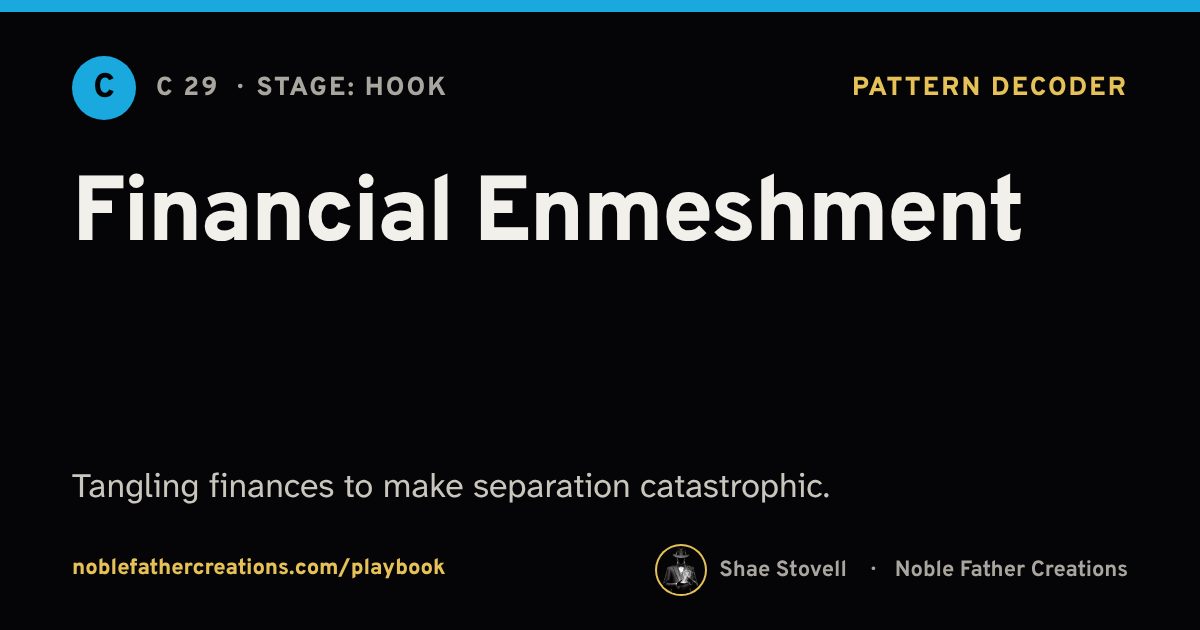 C
C 29 · STAGE: HOOK
PATTERN DECODER
Financial Enmeshment
Tangling finances to make separation catastrophic.
noblefathercreations.com/playbook
Shae Stovell · Noble Father Creations